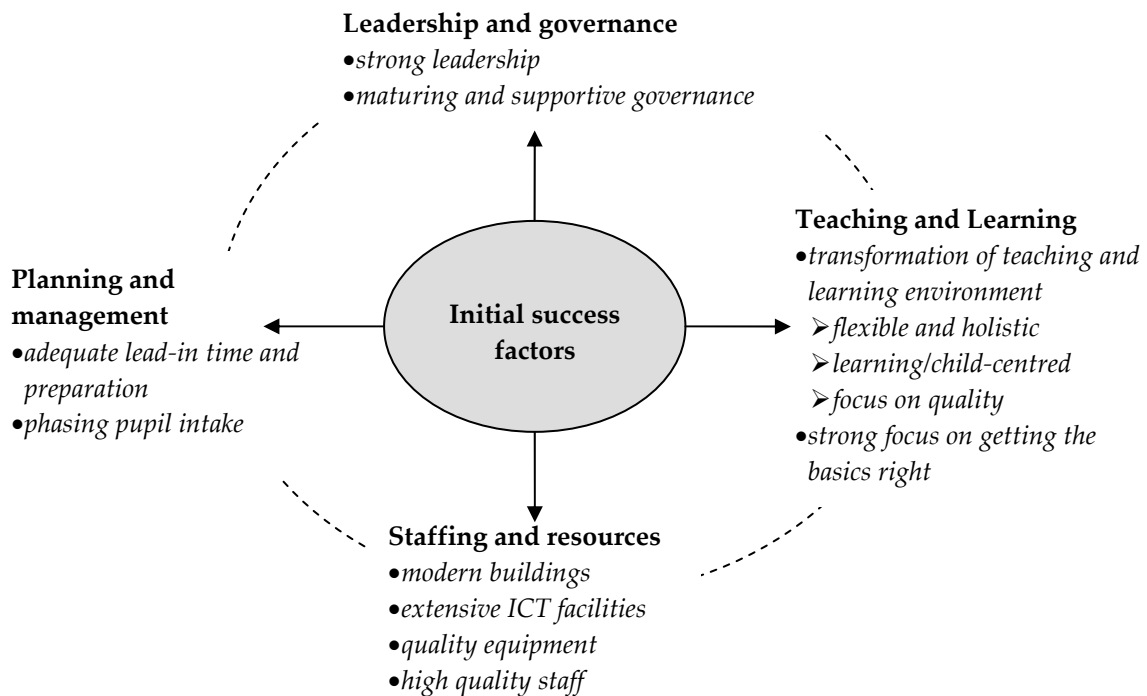 Leadership and governance
•strong leadership
•maturing and supportive governance
Teaching and Learning
•transformation of teaching and
learning environment
➢flexible and holistic
➢learning/child-centred
➢focus on quality
•strong focus on getting the
basics right
Planning and
management
•adequate lead-in time and
preparation
•phasing pupil intake
Initial success
factors
Staffing and resources
•modern buildings
•extensive ICT facilities
•quality equipment
•high quality staff